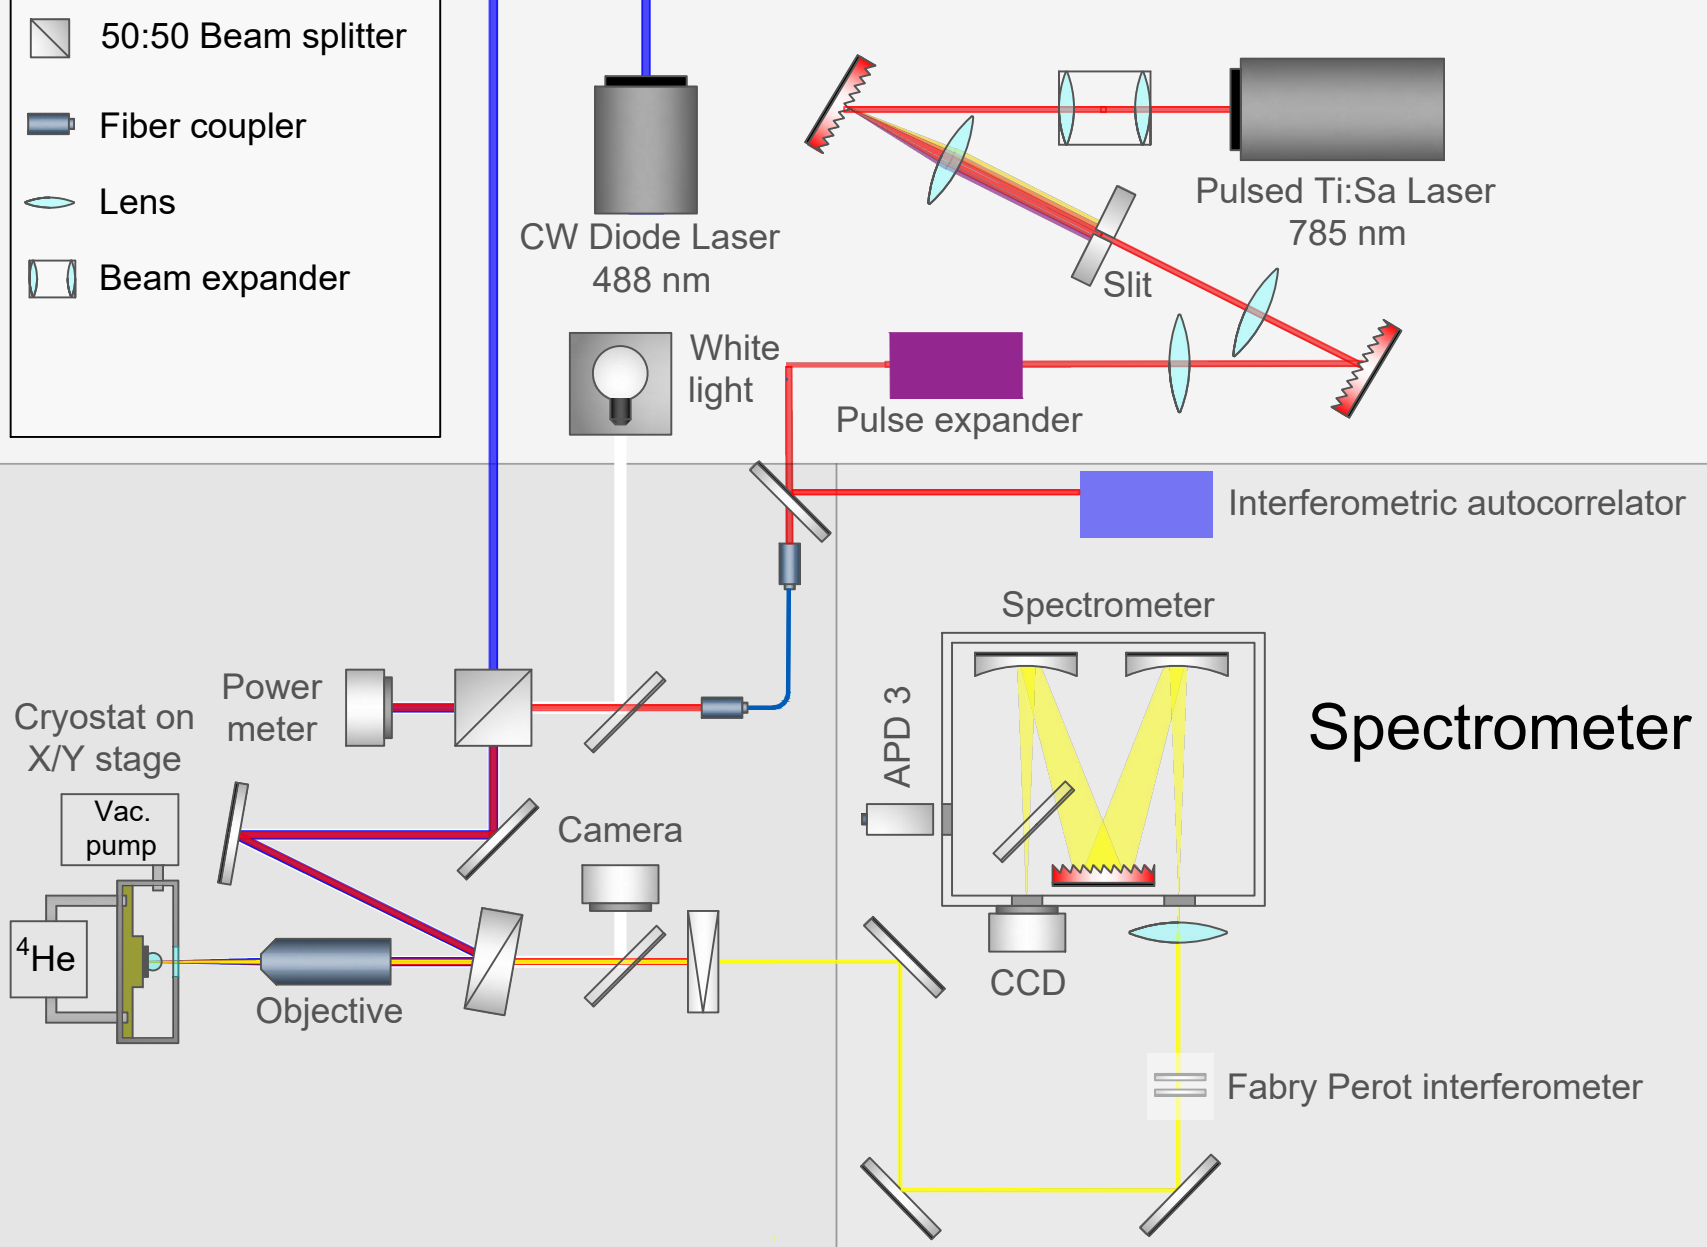 50:50 Beam splitter
Fiber coupler
Lens
Beam expander
CW Diode Laser
488 nm
Pulsed Ti:Sa Laser
785 nm
Slit
White
light
Pulse expander
Interferometric autocorrelator
Spectrometer
Power
meter
Cryostat on
X/Y stage
APD 3
Spectrometer
Vac.
pump
Camera
4He
Objective
CCD
Fabry Perot interferometer